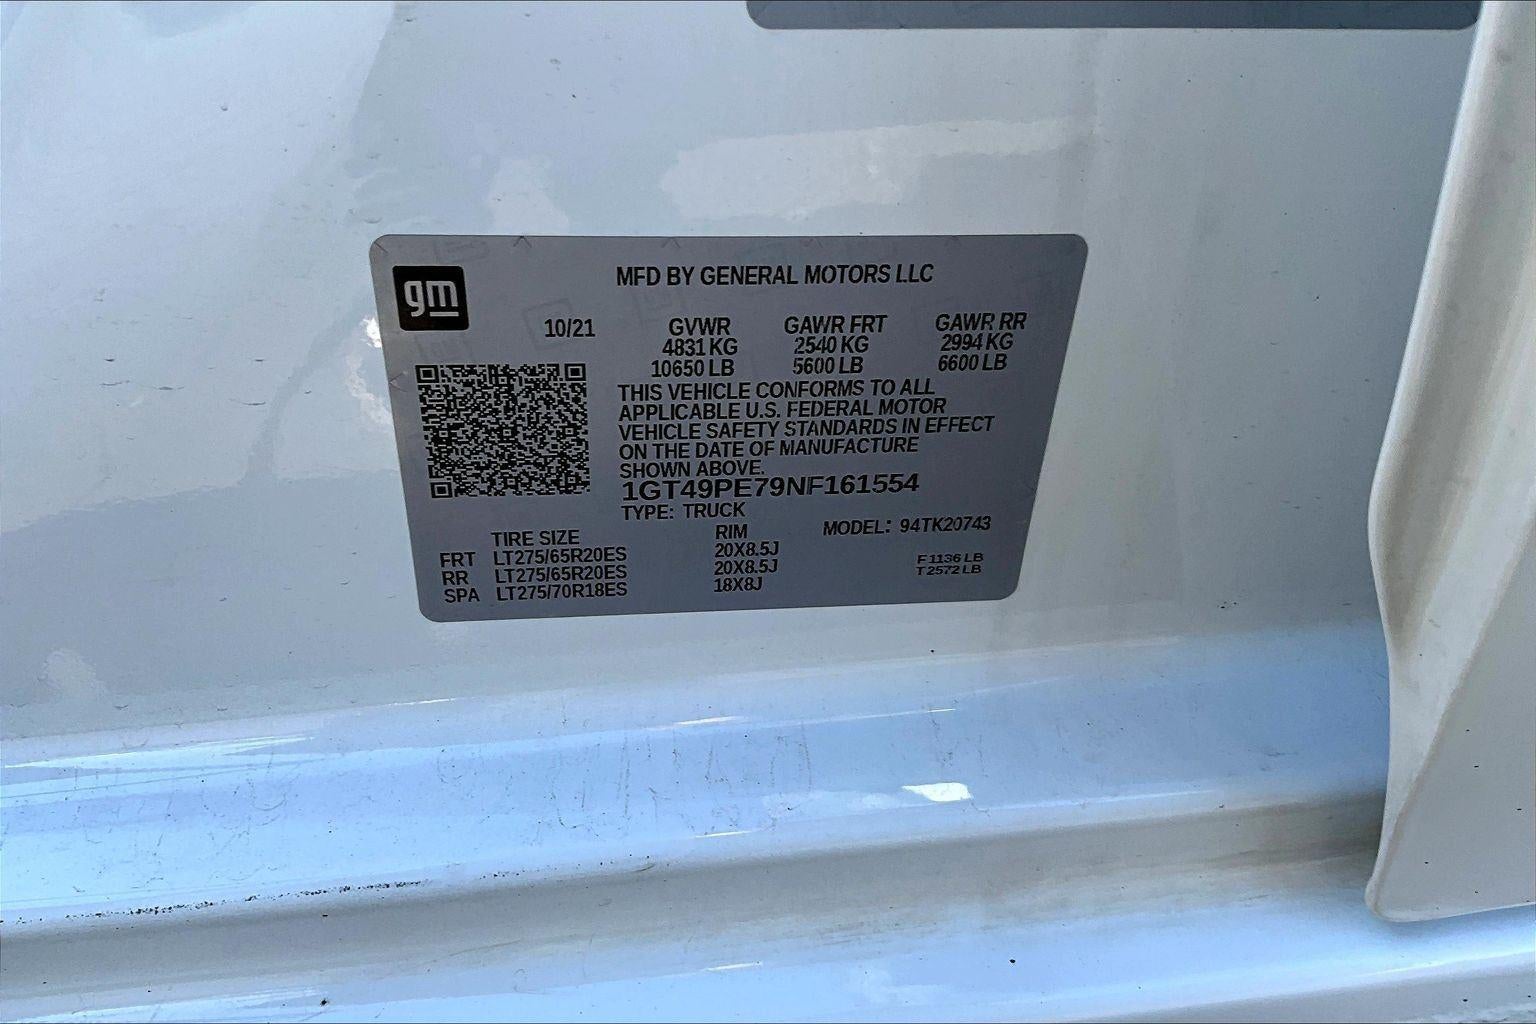 gm
MFD BY GENERAL MOTORS LLC
10/21 GVWR GAWR FRT GAWR RR
4831 KG 2540 KG 2994 KG
10650 LB 5600 LB 6600 LB
THIS VEHICLE CONFORMS TO ALL
APPLICABLE U.S. FEDERAL MOTOR
VEHICLE SAFETY STANDARDS IN EFFECT
ON THE DATE OF MANUFACTURE
SHOWN ABOVE.
1GT49PE79NF161554
TYPE: TRUCK
MODEL: 94TK20743
TIRE SIZE RIM
FRT LT275/65R20ES 20X8.5J
RR LT275/65R20ES 20X8.5J
SPA LT275/70R18ES 18X8J
F 1136 LB
T 2572 LB